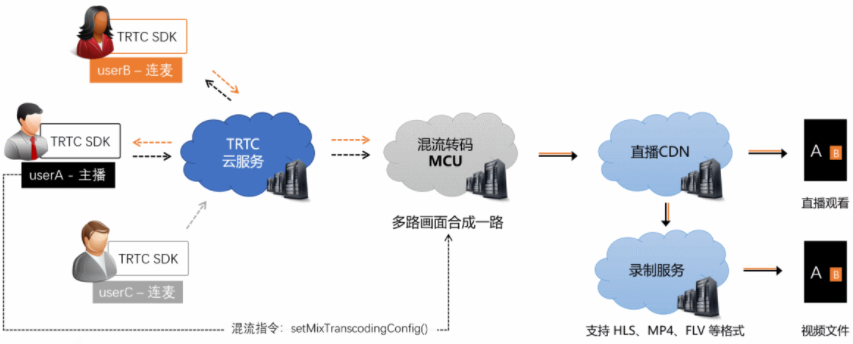 TRTC SDK
userB – 连麦
TRTC SDK
userA - 主播
TRTC SDK
userC - 连麦
TRTC
云服务
混流转码
MCU
多路画面合成一路
混流指令：setMixTranscodingConfig()
直播CDN
A
B
直播观看
录制服务
支持 HLS、MP4、FLV 等格式
A
B
视频文件